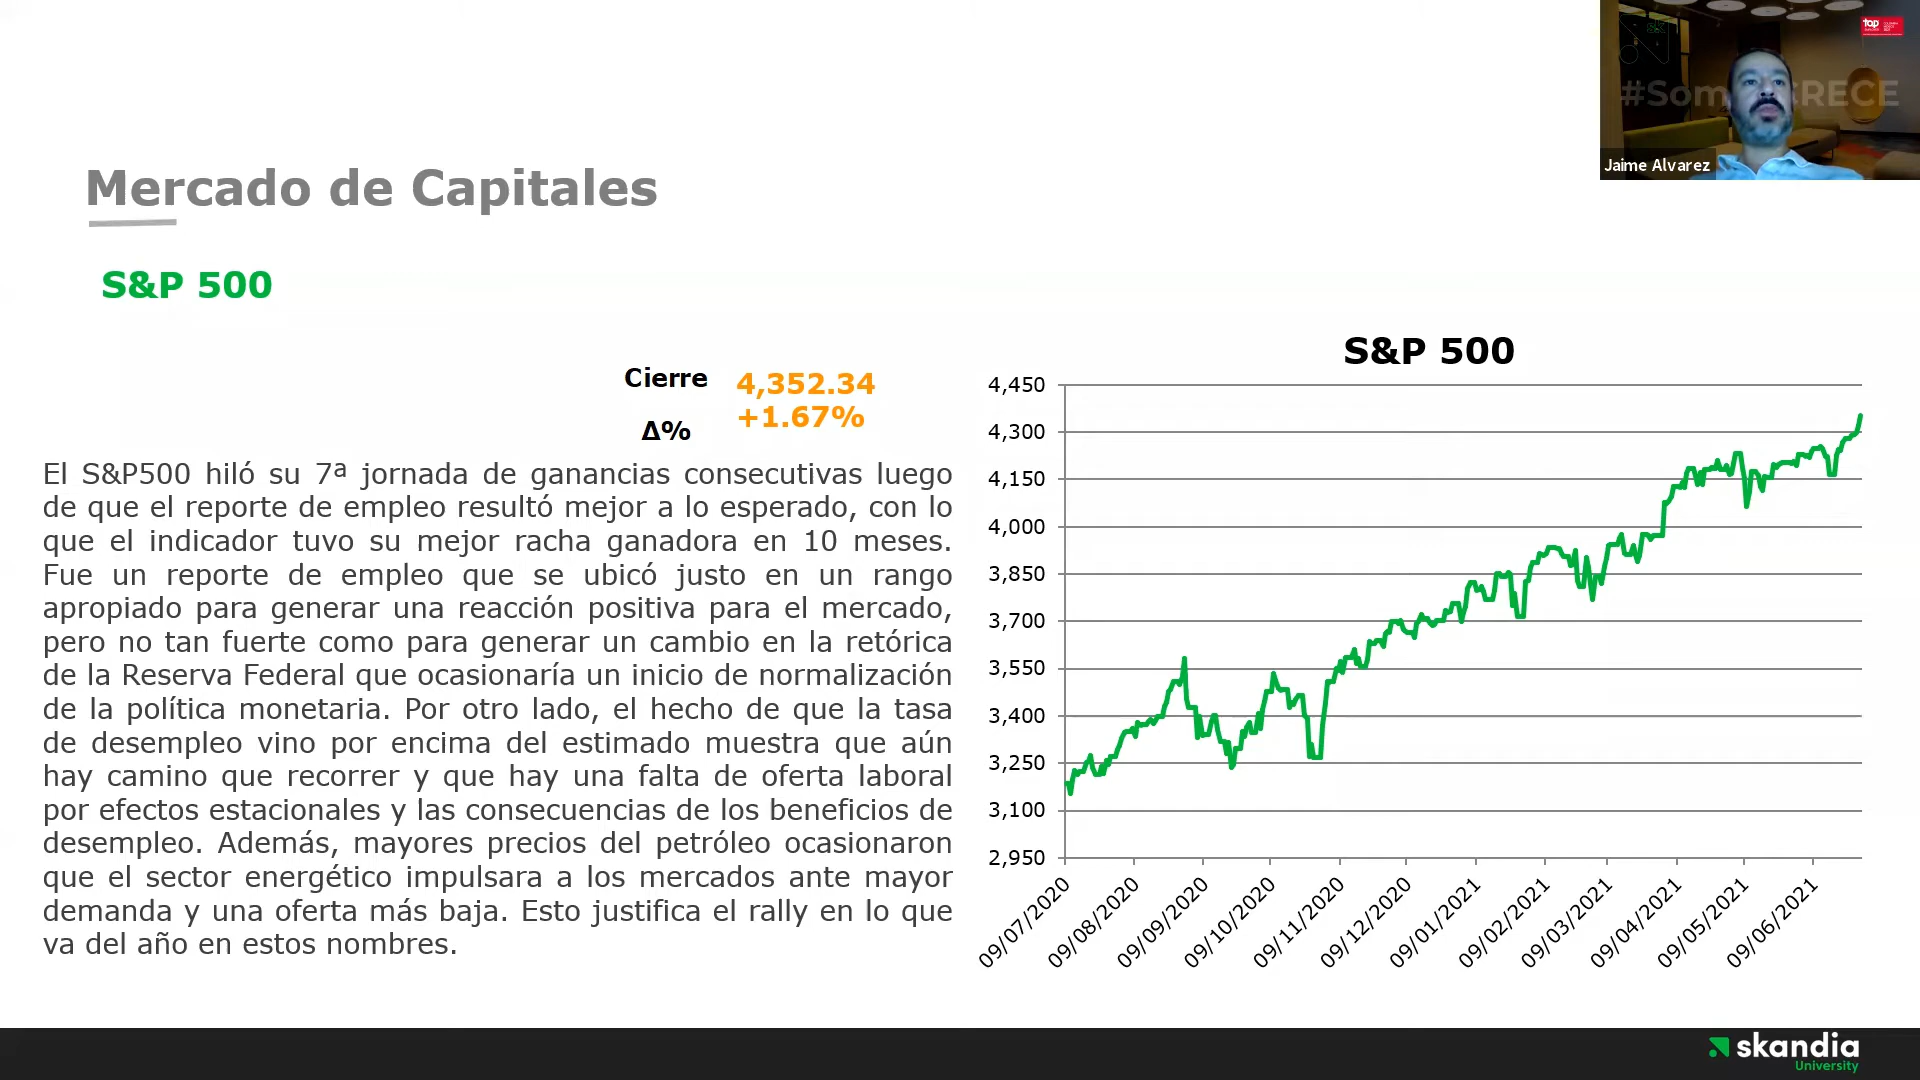 top
#Som
CRECE
Jaime Alvarez
Mercado de Capitales
S&P 500
Cierre
4,352.34
Δ%
+1.67%
El S&P500 hiló su 7ª jornada de ganancias consecutivas luego
de que el reporte de empleo resultó mejor a lo esperado, con lo
que el indicador tuvo su mejor racha ganadora en 10 meses.
Fue un reporte de empleo que se ubicó justo en un rango
apropiado para generar una reacción positiva para el mercado,
pero no tan fuerte como para generar un cambio en la retórica
de la Reserva Federal que ocasionaría un inicio de normalización
de la política monetaria. Por otro lado, el hecho de que la tasa
de desempleo vino por encima del estimado muestra que aún
hay camino que recorrer y que hay una falta de oferta laboral
por efectos estacionales y las consecuencias de los beneficios de
desempleo. Además, mayores precios del petróleo ocasionaron
que el sector energético impulsara a los mercados ante mayor
demanda y una oferta más baja. Esto justifica el rally en lo que
va del año en estos nombres.
S&P 500
4,450
4,300
4,150
4,000
3,850
3,700
3,550
3,400
3,250
3,100
2,950
09/07/2020
09/08/2020
09/09/2020
09/10/2020
09/11/2020
09/12/2020
09/01/2021
09/02/2021
09/03/2021
09/04/2021
09/05/2021
09/06/2021
skandia
University